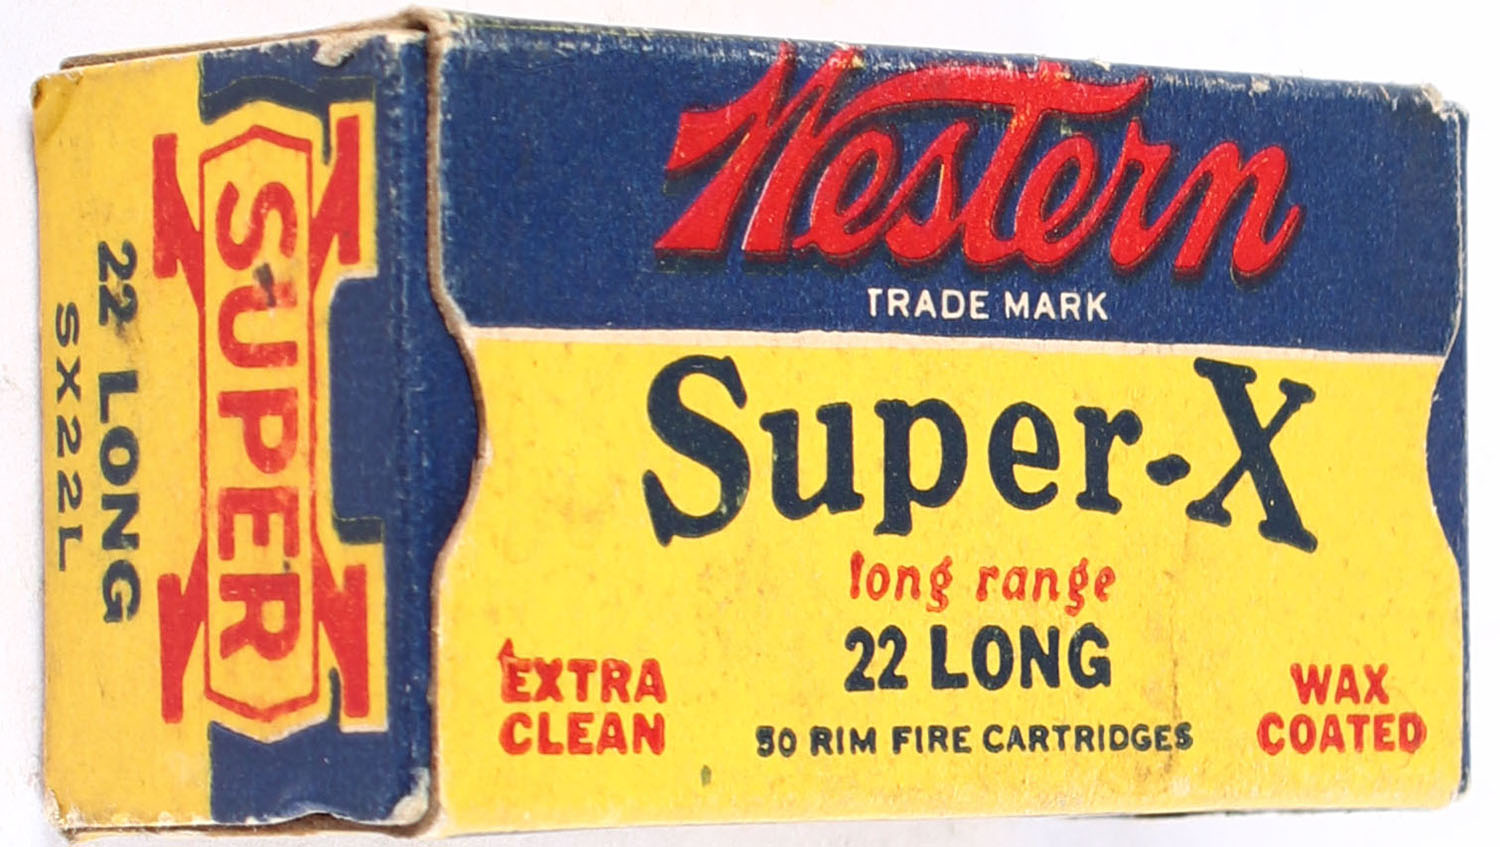 Western
TRADE MARK
Super-X
long range
22 LONG
50 RIM FIRE CARTRIDGES
EXTRA
CLEAN
WAX
COATED
SUPER
X
22 LONG
SX22L